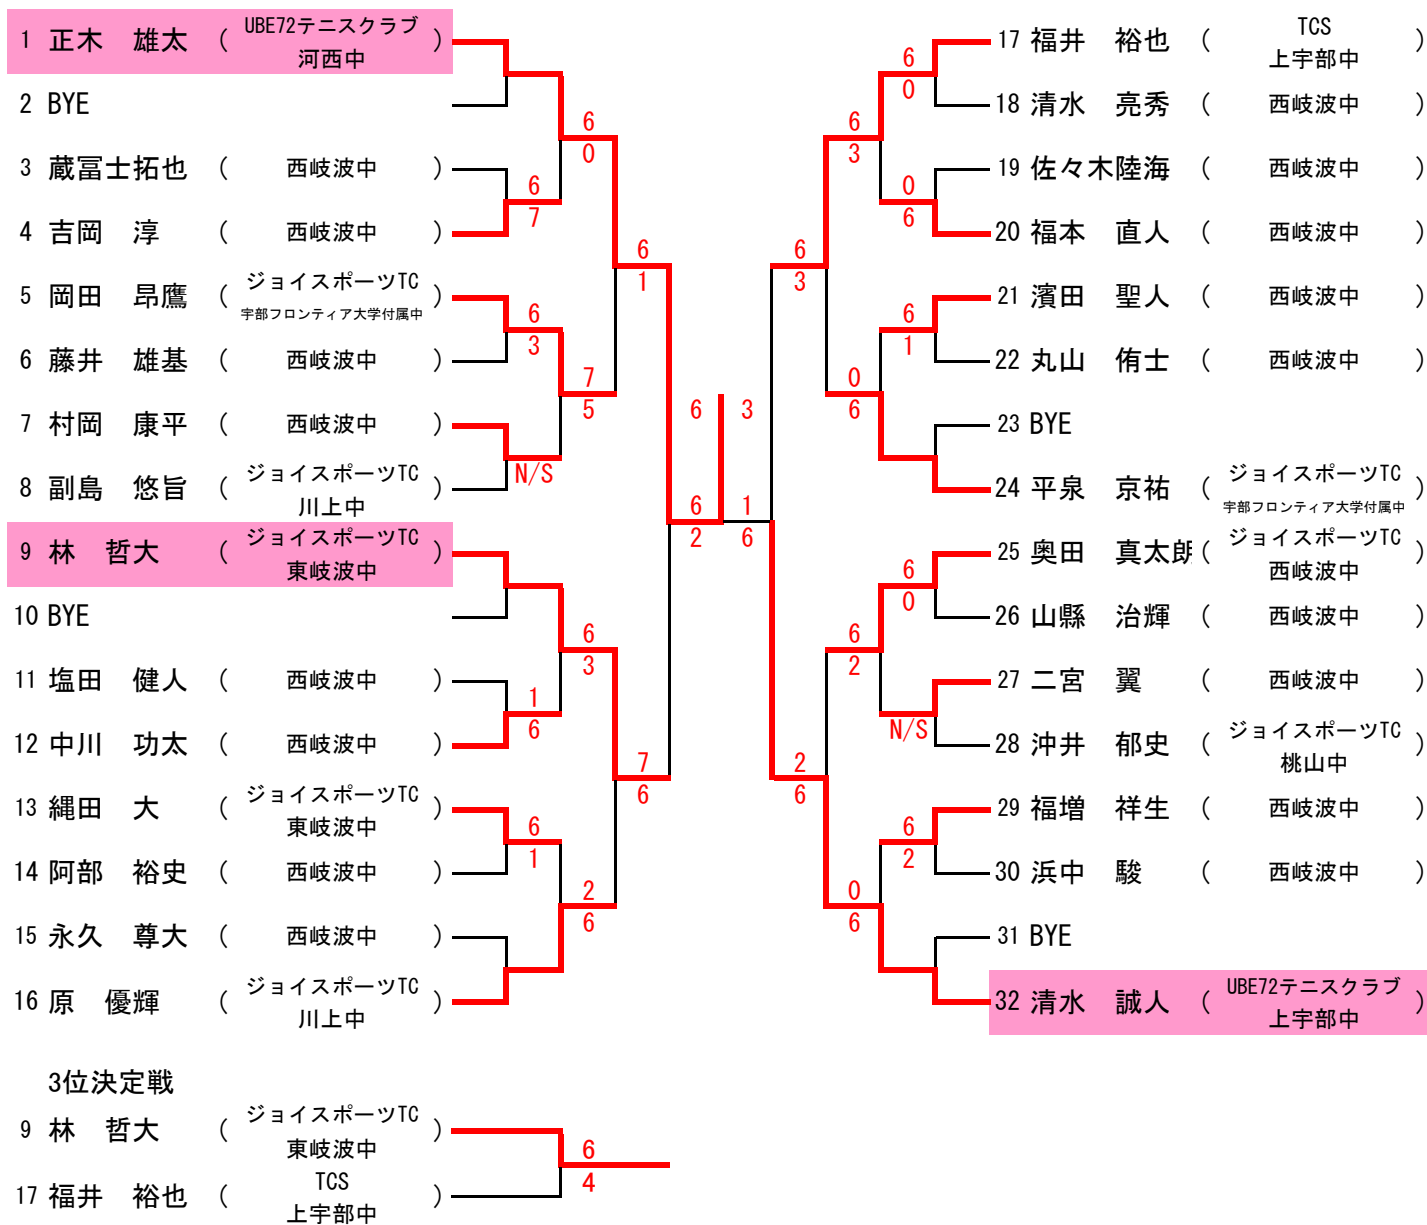 1 正木　雄太 ( UBE72テニスクラブ 河西中 )
2 BYE
3 蔵冨士拓也 ( 西岐波中 )
4 吉岡　淳 ( 西岐波中 )
5 岡田　昂鷹 ( ジョイスポーツTC 宇部フロンティア大学付属中 )
6 藤井　雄基 ( 西岐波中 )
7 村岡　康平 ( 西岐波中 )
8 副島　悠旨 ( ジョイスポーツTC 川上中 )
9 林　哲大 ( ジョイスポーツTC 東岐波中 )
10 BYE
11 塩田　健人 ( 西岐波中 )
12 中川　功太 ( 西岐波中 )
13 縄田　大 ( ジョイスポーツTC 東岐波中 )
14 阿部　裕史 ( 西岐波中 )
15 永久　尊大 ( 西岐波中 )
16 原　優輝 ( ジョイスポーツTC 川上中 )
6 7
6 3
N/S
1 6
6 1
6 0
7 5
6 3
2 6
6 1
7 6
6 2
6 3
1 6
6 3
2 6
6 3
0 6
6 2
0 6
6 0
0 6
6 1
6 0
N/S
6 2
17 福井　裕也 ( TCS 上宇部中 )
18 清水　亮秀 ( 西岐波中 )
19 佐々木陸海 ( 西岐波中 )
20 福本　直人 ( 西岐波中 )
21 濱田　聖人 ( 西岐波中 )
22 丸山　侑士 ( 西岐波中 )
23 BYE
24 平泉　京祐 ( ジョイスポーツTC 宇部フロンティア大学付属中 )
25 奥田　真太朗 ( ジョイスポーツTC 西岐波中 )
26 山縣　治輝 ( 西岐波中 )
27 二宮　翼 ( 西岐波中 )
28 沖井　郁史 ( ジョイスポーツTC 桃山中 )
29 福増　祥生 ( 西岐波中 )
30 浜中　駿 ( 西岐波中 )
31 BYE
32 清水　誠人 ( UBE72テニスクラブ 上宇部中 )
3位決定戦
9 林　哲大 ( ジョイスポーツTC 東岐波中 )
17 福井　裕也 ( TCS 上宇部中 )
6 4